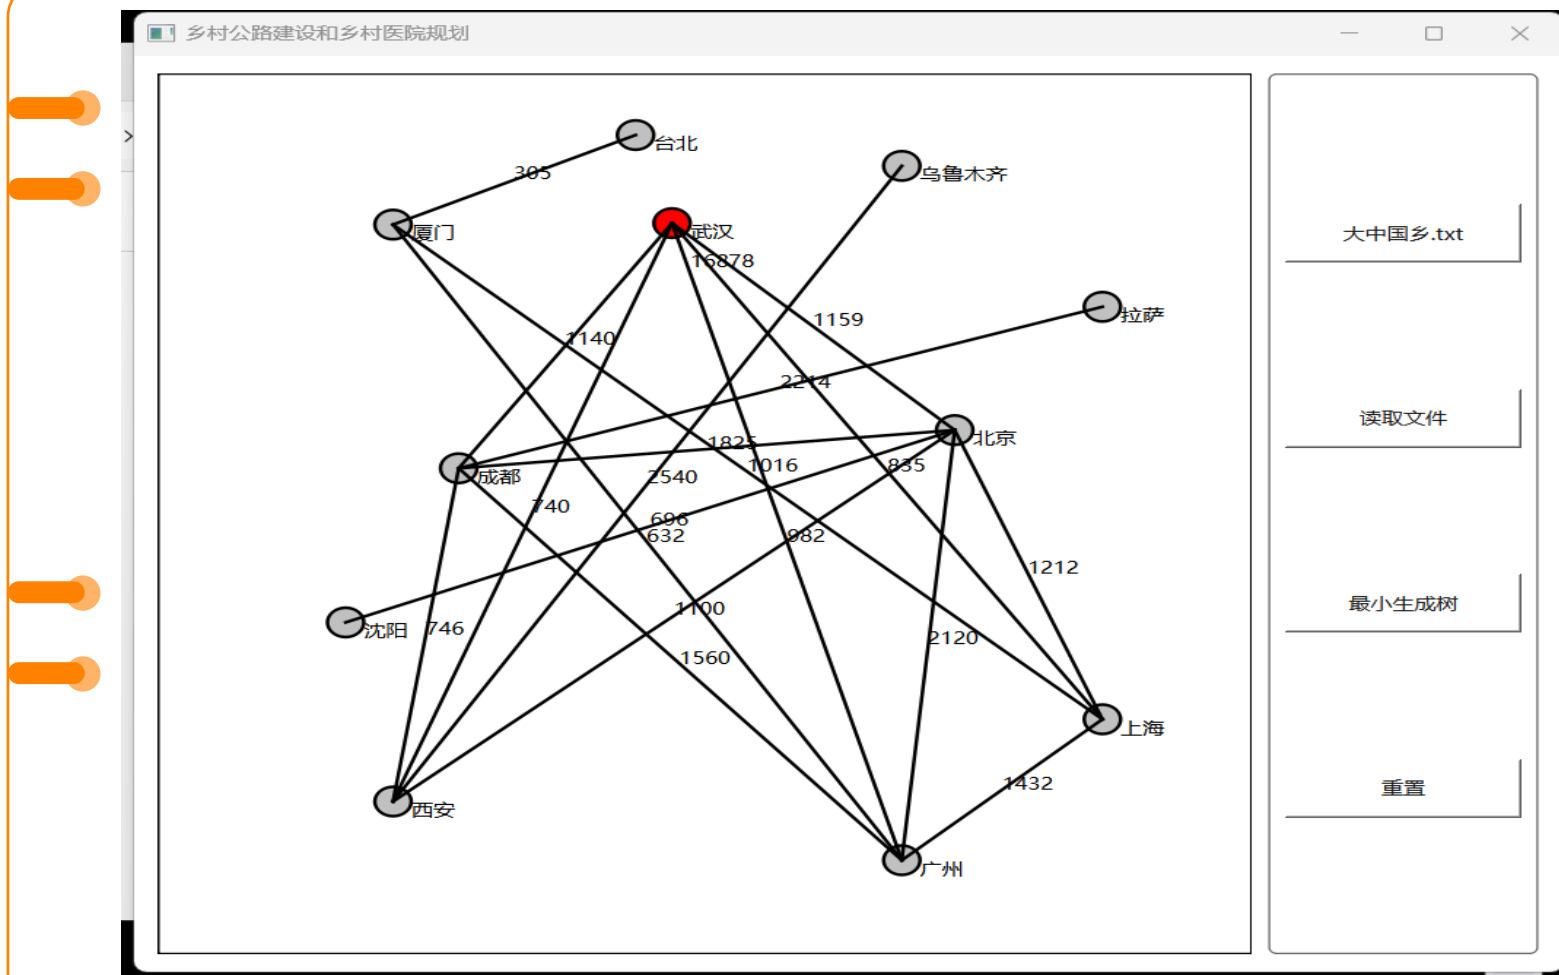 乡村公路建设和乡村医院规划
台北
乌鲁木齐
305
厦门
武汉
16878
大中国乡.txt
拉萨
1159
1140
2214
读取文件
北京
1825
1016
835
成都
2540
740
696
632
982
1212
最小生成树
1100
沈阳
746
2120
1560
上海
1432
重置
西安
广州